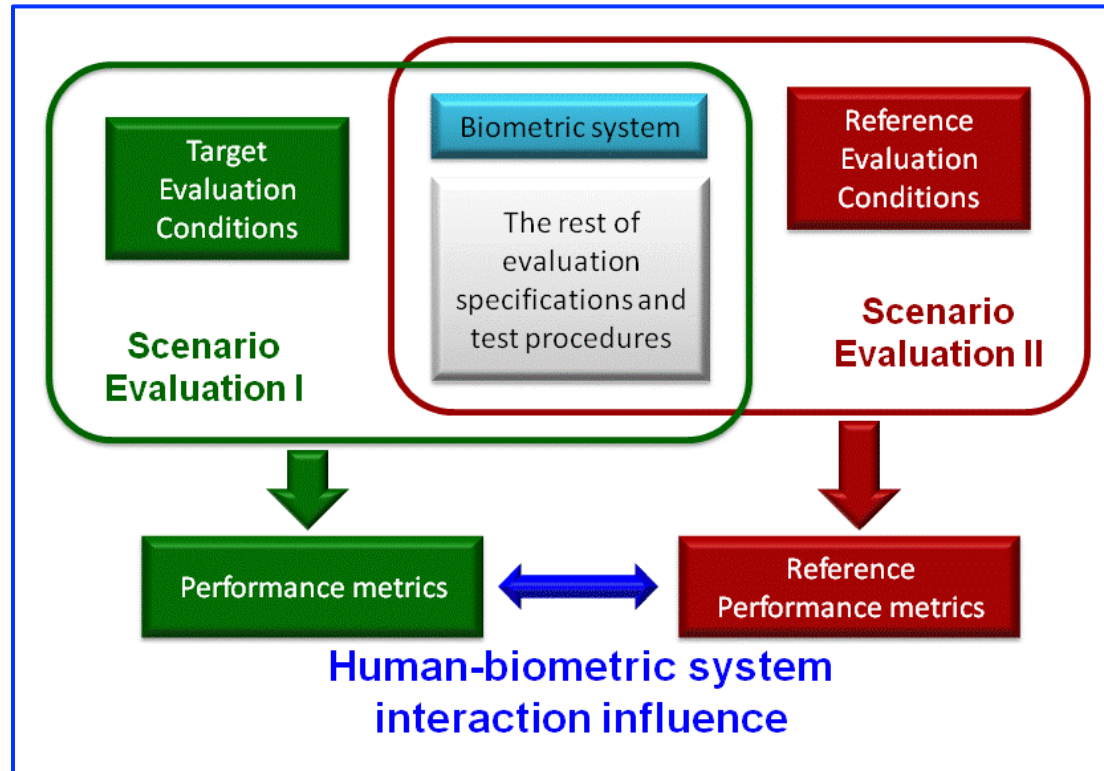 Target
Evaluation
Conditions
Biometric system
The rest of
evaluation
specifications and
test procedures
Reference
Evaluation
Conditions
Scenario
Evaluation I
Scenario
Evaluation II
Performance metrics
Reference
Performance metrics
Human-biometric system
interaction influence